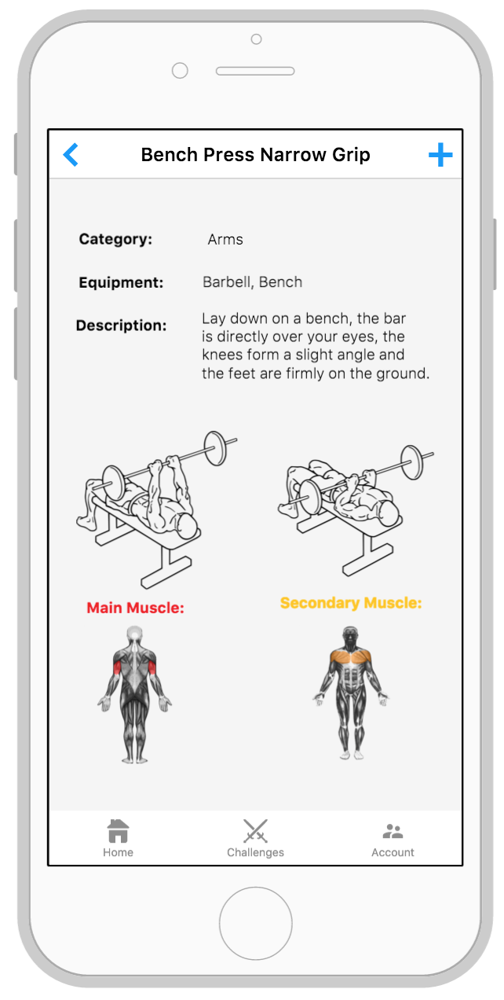 Bench Press Narrow Grip
Category: Arms
Equipment: Barbell, Bench
Description: Lay down on a bench, the bar
is directly over your eyes, the
knees form a slight angle and
the feet are firmly on the ground.
Main Muscle: Secondary Muscle:
Home Challenges Account